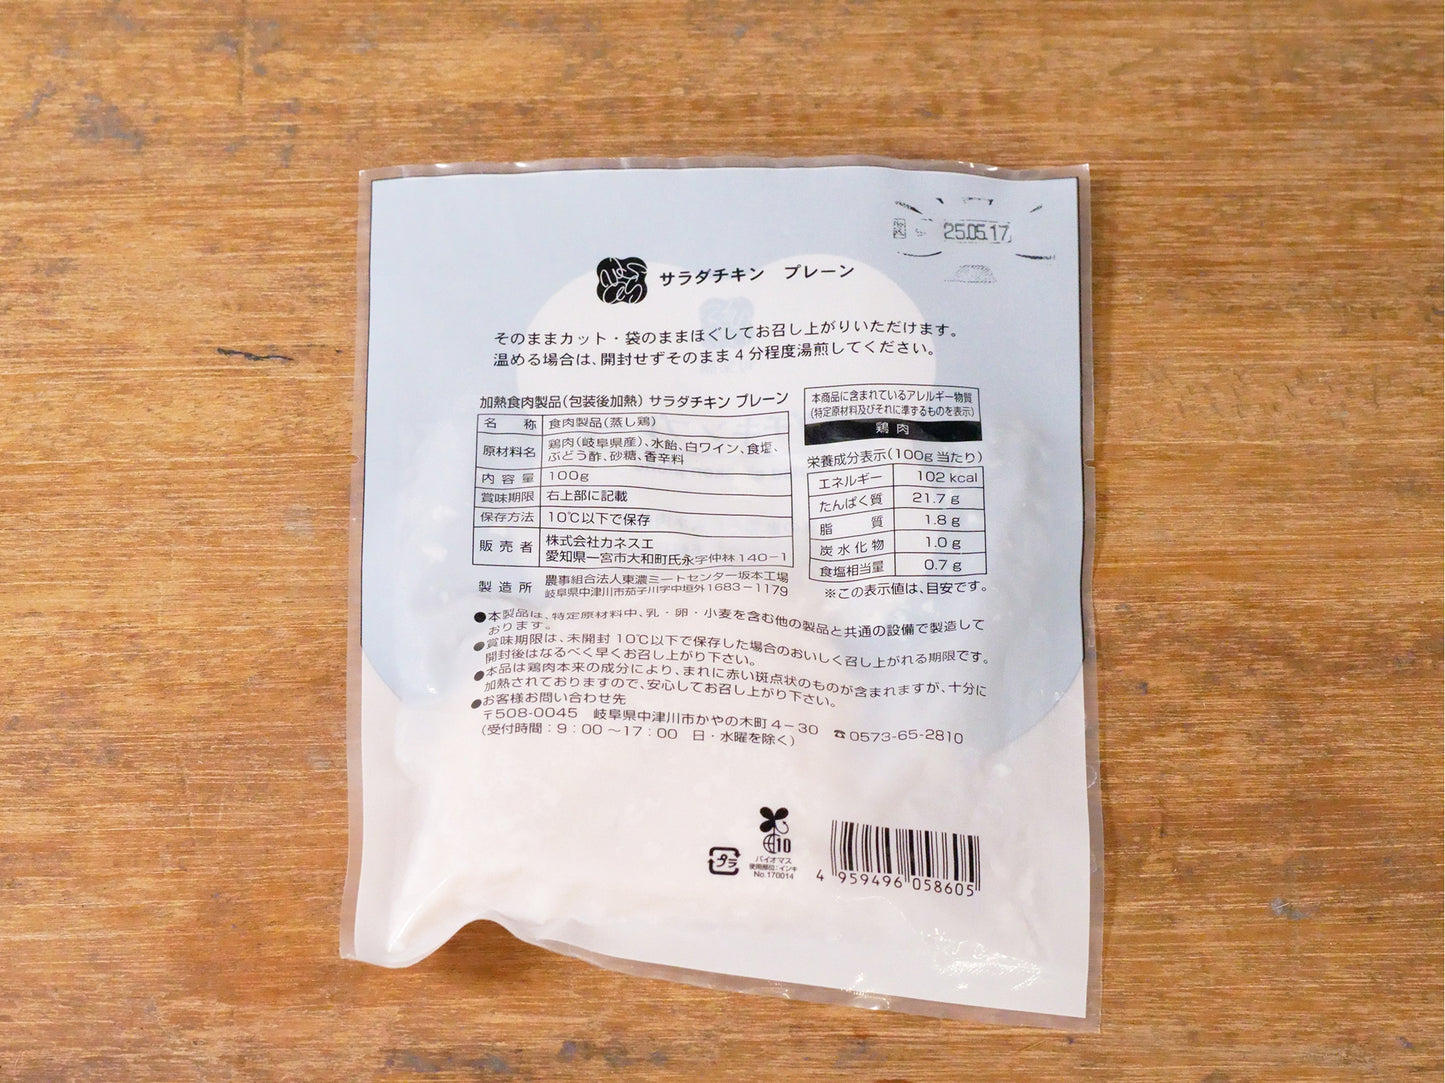 25.05.17
サラダチキン プレーン
そのままカット・袋のままほぐしてお召し上がりいただけます。
温める場合は、開封せずそのまま4分程度湯煎してください。
加熱食肉製品(包装後加熱) サラダチキン プレーン
名 称 食肉製品(蒸し鶏)
原材料名 鶏肉(岐阜県産)、水飴、白ワイン、食塩、
ぶどう酢、砂糖、香辛料
内容量 100g
賞味期限 右上部に記載
保存方法 10℃以下で保存
販売者 株式会社カネスエ
愛知県一宮市大和町氏永字仲林140-1
製造所 農事組合法人東濃ミートセンター坂本工場
岐阜県中津川市茄子川字中垣外1683-1179
本商品に含まれているアレルギー物質
(特定原材料及びそれに準ずるものを表示)
鶏肉
栄養成分表示(100g当たり)
エネルギー 102 kcal
たんぱく質 21.7 g
脂 質 1.8 g
炭水化物 1.0 g
食塩相当量 0.7 g
※この表示値は、目安です。
●本製品は、特定原材料中、乳・卵・小麦を含む他の製品と共通の設備で製造して
おります。
●賞味期限は、未開封 10℃以下で保存した場合のおいしく召し上がれる期限です。
開封後はなるべく早くお召し上がり下さい。
●本品は鶏肉本来の成分により、まれに赤い斑点状のものが含まれますが、十分に
加熱されておりますので、安心してお召し上がり下さい。
●お客様お問い合わせ先
〒508-0045 岐阜県中津川市かやの木町4-30 ☎0573-65-2810
(受付時間:9:00~17:00 日・水曜を除く)
10
バイオマス
使用部位:インキ
No.170014
プラ
4 959496 058605